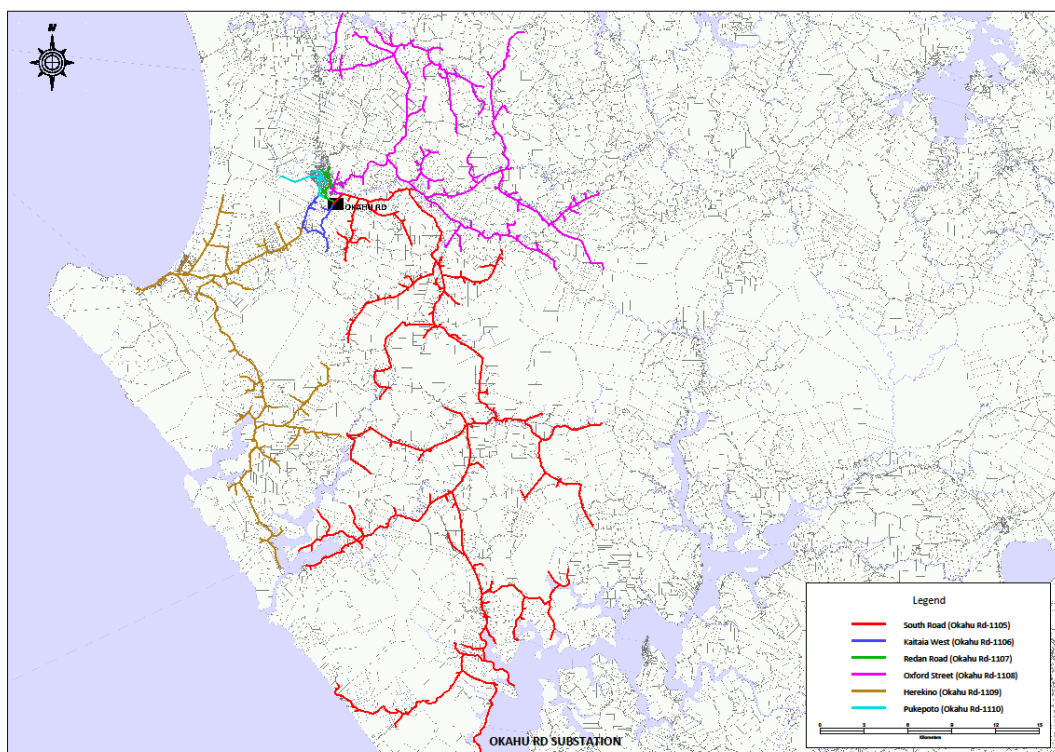 N
OKAHU RD
Legend
South Road (Okahu Rd-1105)
Kaitaia West (Okahu Rd-1106)
Redan Road (Okahu Rd-1107)
Oxford Street (Okahu Rd-1108)
Herekino (Okahu Rd-1109)
Pukepoto (Okahu Rd-1110)
0 3 6 9 12 15
Kilometers
OKAHU RD SUBSTATION